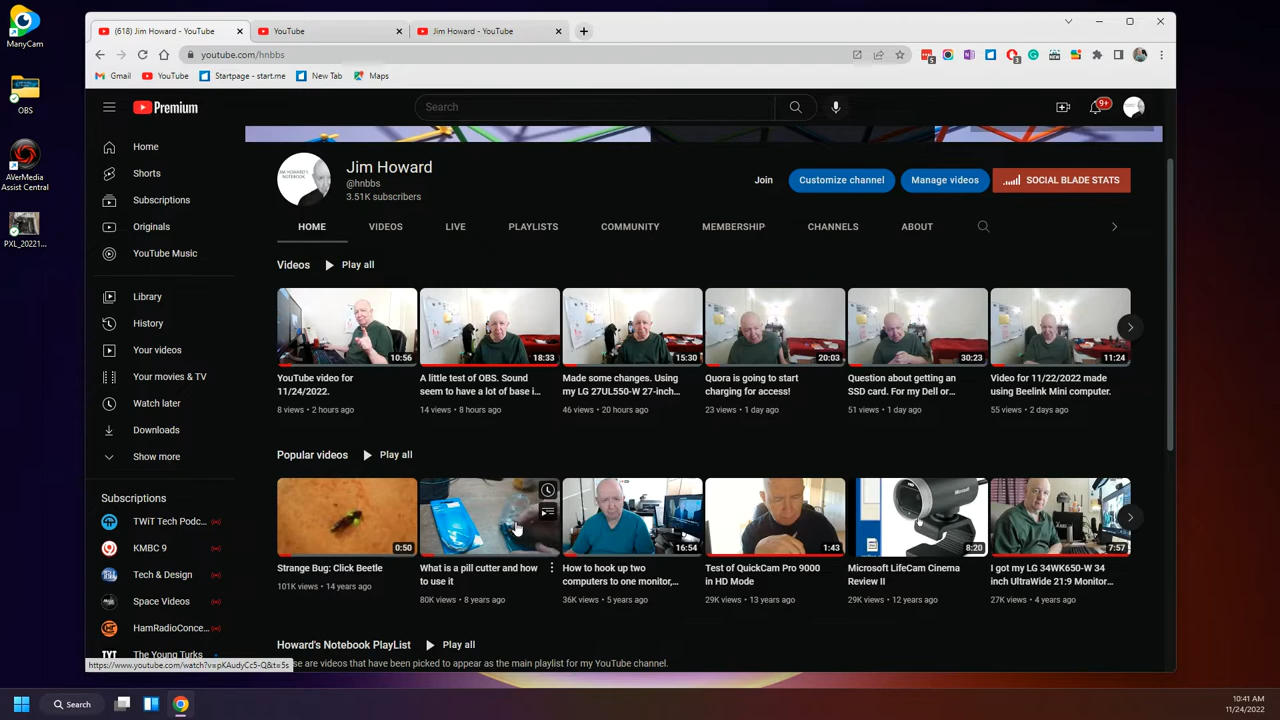 ManyCam
OBS
AVerMedia
Assist Central
PXL_20221...
(618) Jim Howard - YouTube
YouTube
Jim Howard - YouTube
youtube.com/hnbbs
5
3
NEW
Gmail
YouTube
Startpage - start.me
New Tab
Maps
Premium
Search
9+
Home
Shorts
Subscriptions
Originals
YouTube Music
Library
History
Your videos
Your movies & TV
Watch later
Downloads
Show more
Subscriptions
TWiT Tech Podc...
KMBC 9
Tech & Design
Space Videos
HamRadioConce...
TYT
The Young Turks
https://www.youtube.com/watch?v=pKAudyCc5-Q&t=5s
JIM HOWARD'S
NOTEBOOK
Jim Howard
@hnbbs
3.51K subscribers
Join
Customize channel
Manage videos
SOCIAL BLADE STATS
HOME
VIDEOS
LIVE
PLAYLISTS
COMMUNITY
MEMBERSHIP
CHANNELS
ABOUT
Videos
Play all
10:56
18:33
15:30
20:03
30:23
11:24
YouTube video for
11/24/2022.
8 views • 2 hours ago
A little test of OBS. Sound
seem to have a lot of base i...
14 views • 8 hours ago
Made some changes. Using
my LG 27UL550-W 27-inch...
46 views • 20 hours ago
Quora is going to start
charging for access!
23 views • 1 day ago
Question about getting an
SSD card. For my Dell or...
51 views • 1 day ago
Video for 11/22/2022 made
using Beelink Mini computer.
55 views • 2 days ago
Popular videos
Play all
0:50
16:54
1:43
Microsoft
8:20
7:57
Strange Bug: Click Beetle
101K views • 14 years ago
What is a pill cutter and how
to use it
80K views • 8 years ago
How to hook up two
computers to one monitor,...
36K views • 5 years ago
Test of QuickCam Pro 9000
in HD Mode
29K views • 13 years ago
Microsoft LifeCam Cinema
Review II
29K views • 12 years ago
I got my LG 34WK650-W 34
inch UltraWide 21:9 Monitor...
27K views • 4 years ago
Howard's Notebook PlayList
Play all
se are videos that have been picked to appear as the main playlist for my YouTube channel.
Search
10:41 AM
11/24/2022